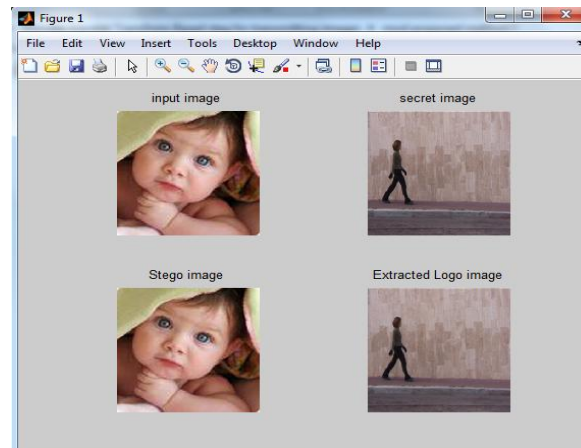 Figure 1
File Edit View Insert Tools Desktop Window Help
input image secret image
Stego image Extracted Logo image